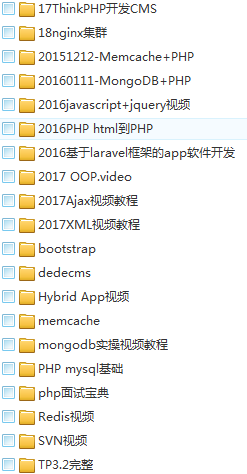 17ThinkPHP开发CMS
18nginx集群
20151212-Memcache+PHP
20160111-MongoDB+PHP
2016javascript+jquery视频
2016PHP html到PHP
2016基于laravel框架的app软件开发
2017 OOP.video
2017Ajax视频教程
2017XML视频教程
bootstrap
dedecms
Hybrid App视频
memcache
mongodb实操视频教程
PHP mysql基础
php面试宝典
Redis视频
SVN视频
TP3.2完整